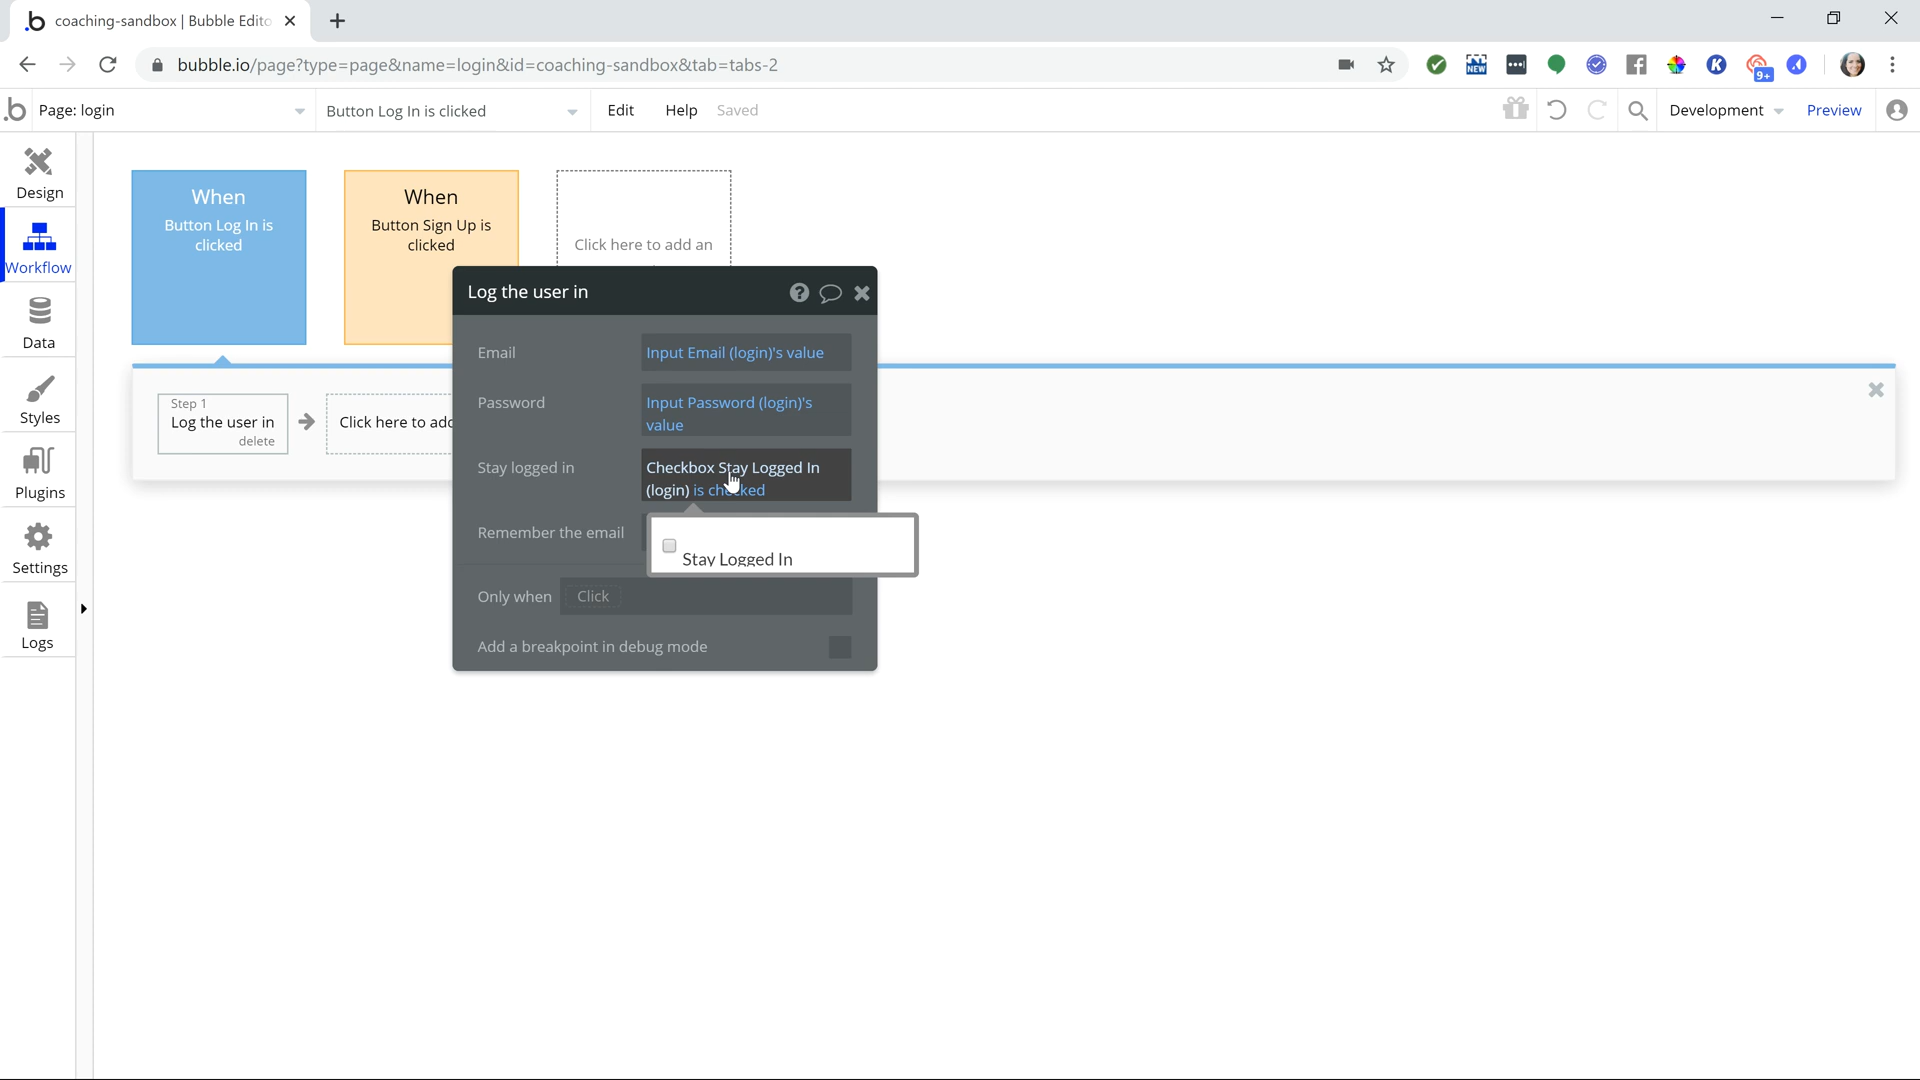 coaching-sandbox | Bubble Edito
bubble.io/page?type=page&name=login&id=coaching-sandbox&tab=tabs-2
NEW
9+
Page: login
Button Log In is clicked
Edit
Help
Saved
Development
Preview
Design
Workflow
Data
Styles
Plugins
Settings
Logs
When
Button Log In is
clicked
When
Button Sign Up is
clicked
Click here to add an
Step 1
Log the user in
delete
Click here to add
Log the user in
Email
Input Email (login)'s value
Password
Input Password (login)'s
value
Stay logged in
Checkbox Stay Logged In
(login) is checked
Remember the email
Stay Logged In
Only when
Click
Add a breakpoint in debug mode